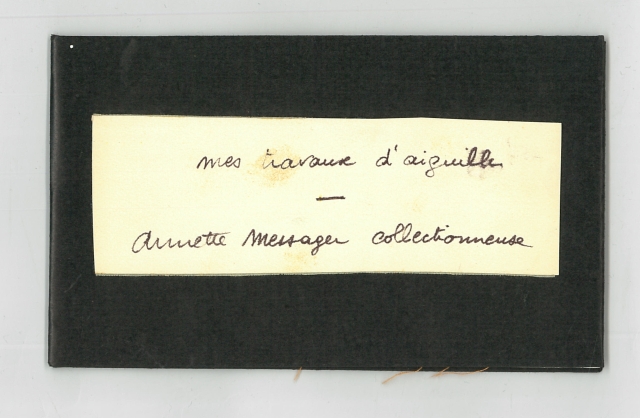 mes travaux d'aiguille
—
Annette Messager collectionneuse